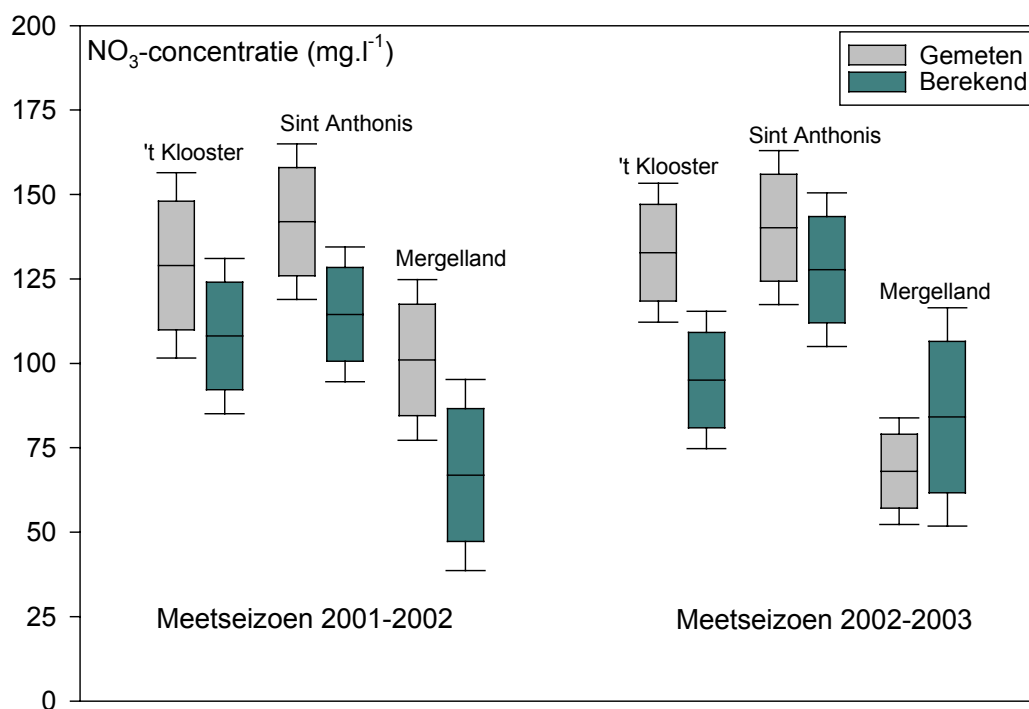 200
175
150
125
100
75
50
25
0
NO₃-concentratie (mg.l⁻¹)
Gemeten
Berekend
't Klooster
Sint Anthonis
Mergelland
't Klooster
Sint Anthonis
Mergelland
Meetseizoen 2001-2002
Meetseizoen 2002-2003